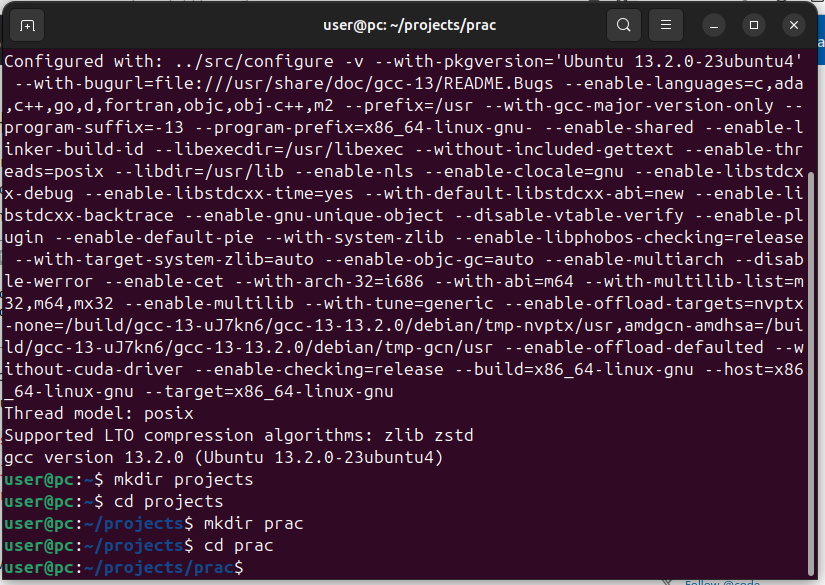 user@pc: ~/projects/prac
Configured with: ../src/configure -v --with-pkgversion='Ubuntu 13.2.0-23ubuntu4'
 --with-bugurl=file:///usr/share/doc/gcc-13/README.Bugs --enable-languages=c,ada
,c++,go,d,fortran,objc,obj-c++,m2 --prefix=/usr --with-gcc-major-version-only --
program-suffix=-13 --program-prefix=x86_64-linux-gnu- --enable-shared --enable-l
inker-build-id --libexecdir=/usr/libexec --without-included-gettext --enable-thr
eads=posix --libdir=/usr/lib --enable-nls --enable-clocale=gnu --enable-libstdcx
x-debug --enable-libstdcxx-time=yes --with-default-libstdcxx-abi=new --enable-li
bstdcxx-backtrace --enable-gnu-unique-object --disable-vtable-verify --enable-pl
ugin --enable-default-pie --with-system-zlib --enable-libphobos-checking=release
 --with-target-system-zlib=auto --enable-objc-gc=auto --enable-multiarch --disab
le-werror --enable-cet --with-arch-32=i686 --with-abi=m64 --with-multilib-list=m
32,m64,mx32 --enable-multilib --with-tune=generic --enable-offload-targets=nvptx
-none=/build/gcc-13-uJ7kn6/gcc-13-13.2.0/debian/tmp-nvptx/usr,amdgcn-amdhsa=/bui
ld/gcc-13-uJ7kn6/gcc-13-13.2.0/debian/tmp-gcn/usr --enable-offload-defaulted --w
ithout-cuda-driver --enable-checking=release --build=x86_64-linux-gnu --host=x86
_64-linux-gnu --target=x86_64-linux-gnu
Thread model: posix
Supported LTO compression algorithms: zlib zstd
gcc version 13.2.0 (Ubuntu 13.2.0-23ubuntu4)
user@pc:~$ mkdir projects
user@pc:~$ cd projects
user@pc:~/projects$ mkdir prac
user@pc:~/projects$ cd prac
user@pc:~/projects/prac$
Follow @code